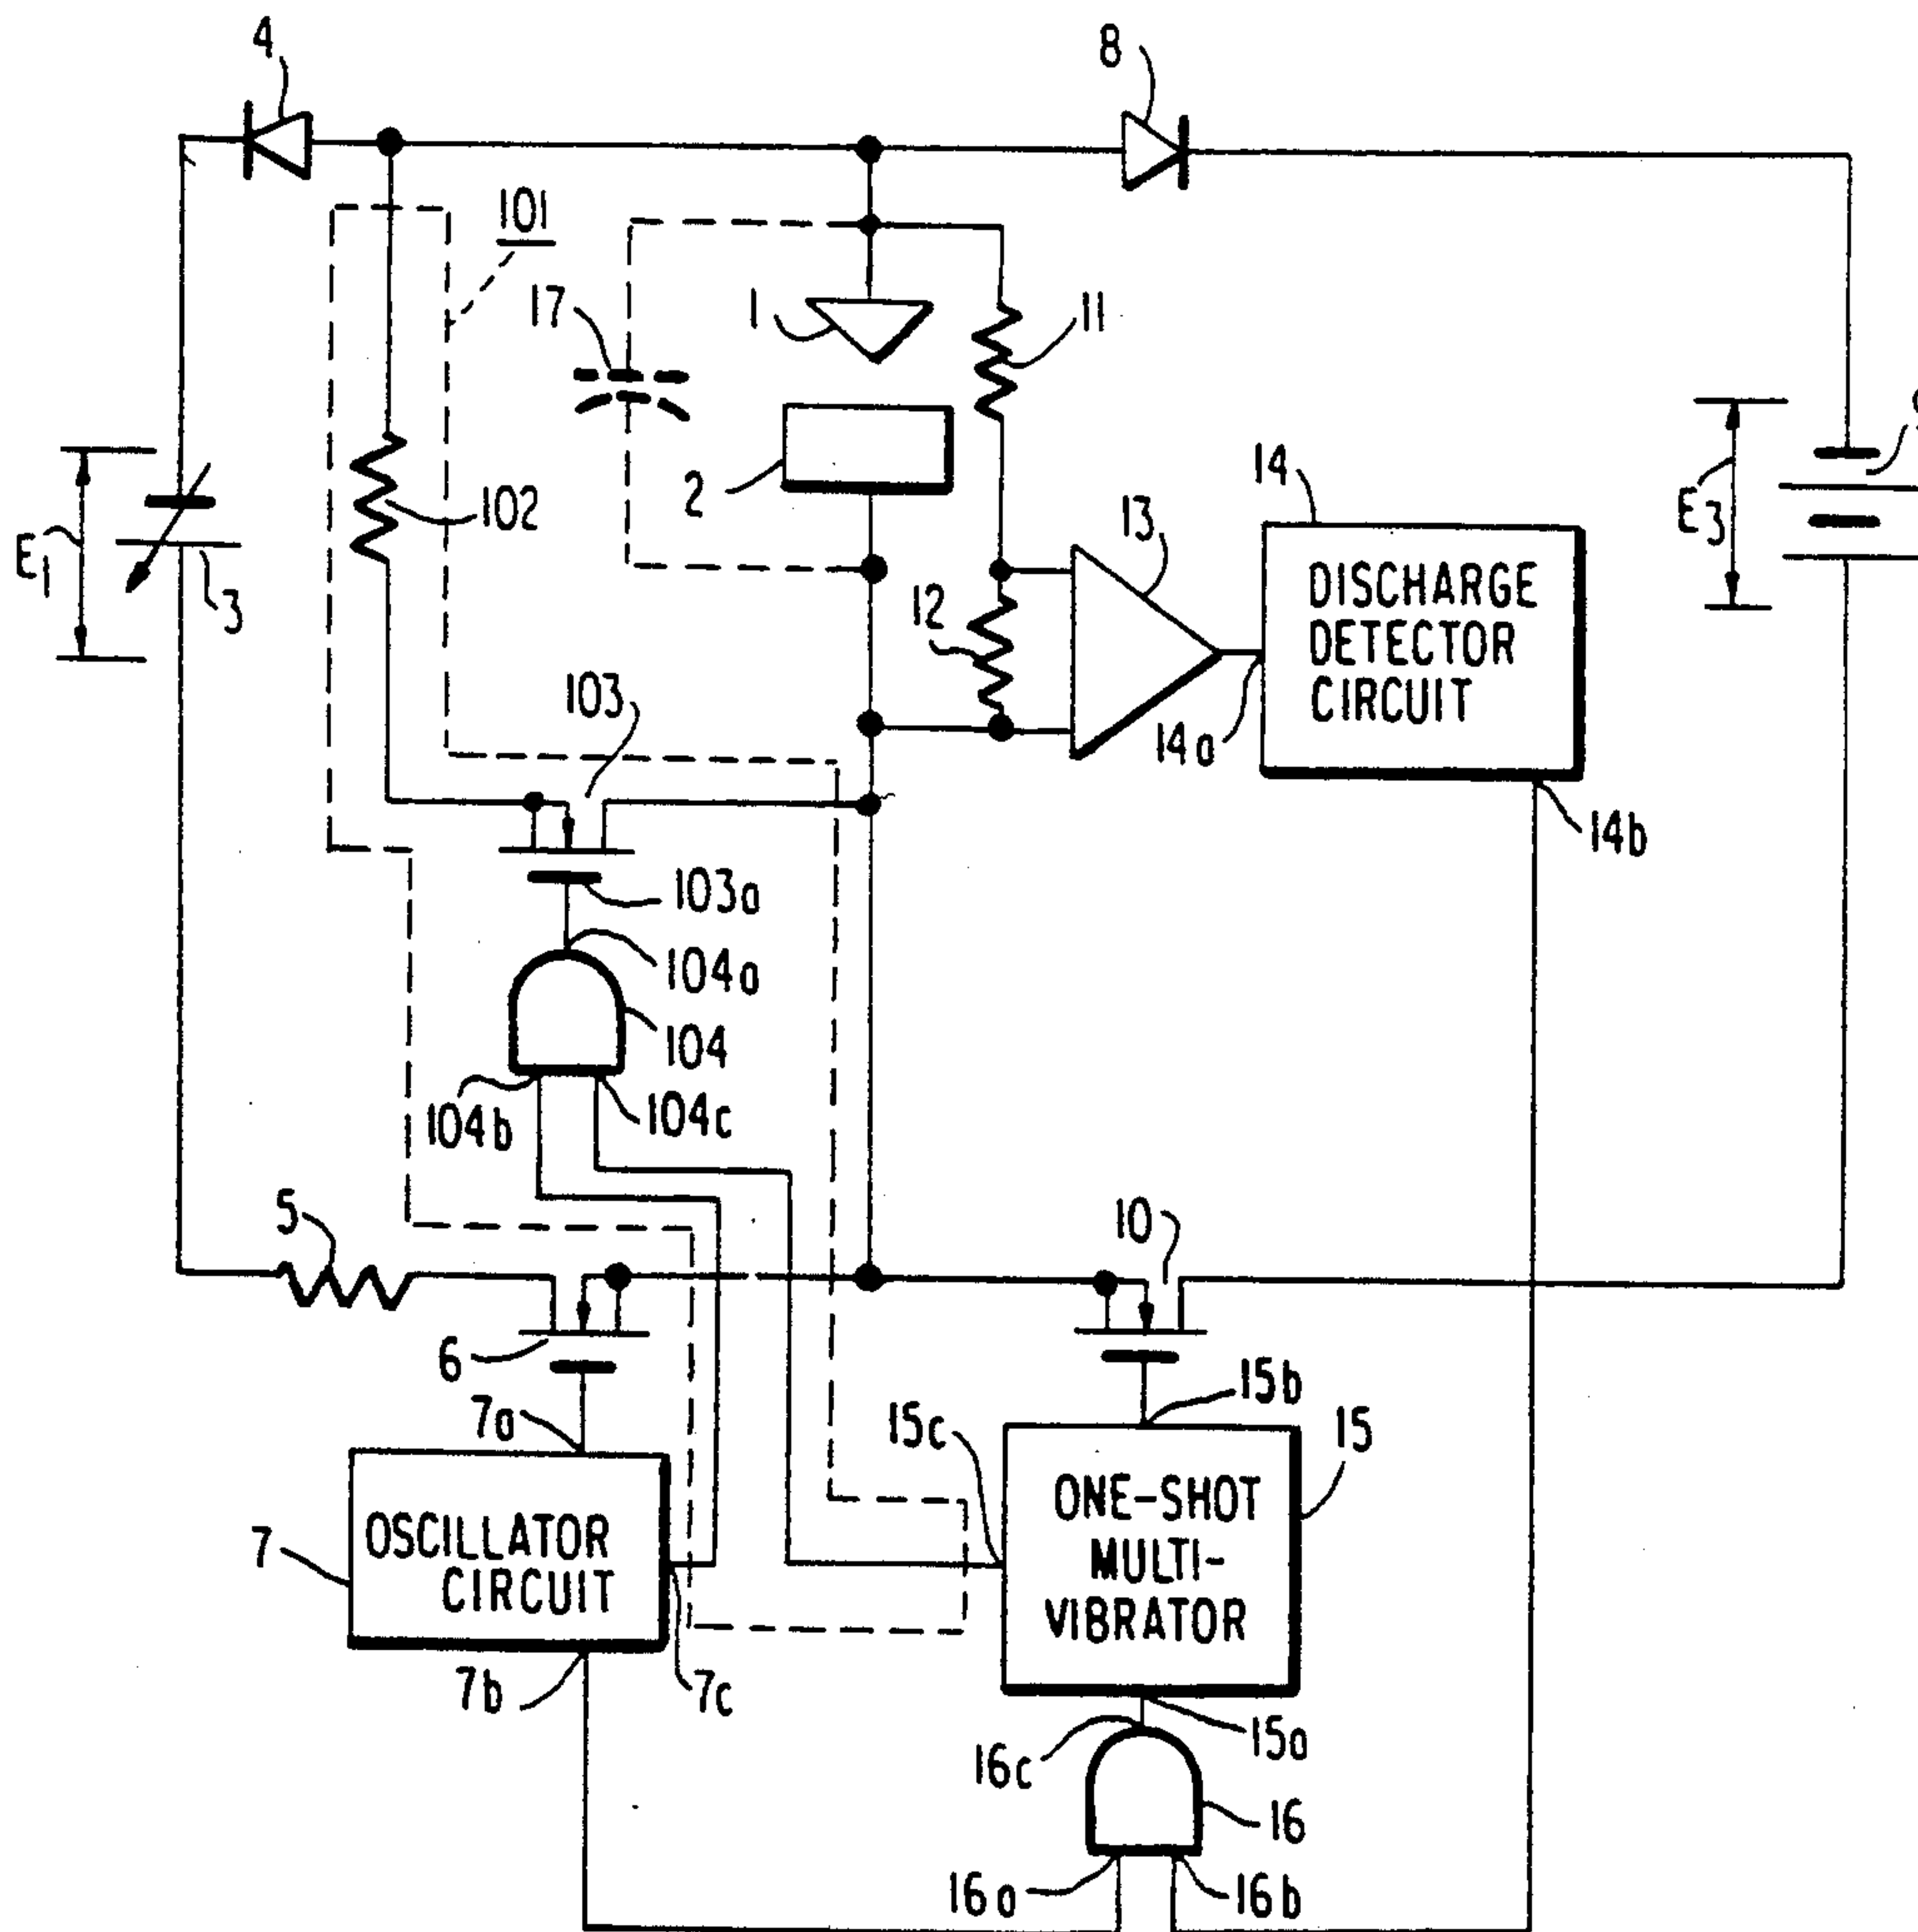 4
8
101
17
1
11
E3
9
102
2
14
13
E1
3
DISCHARGE
DETECTOR
CIRCUIT
12
103
14a
14b
103a
104a
104
104b
104c
5
10
6
7a
15b
15c
15
7
OSCILLATOR
CIRCUIT
ONE-SHOT
MULTI-
VIBRATOR
7b
7c
16c
15a
16
16a
16b